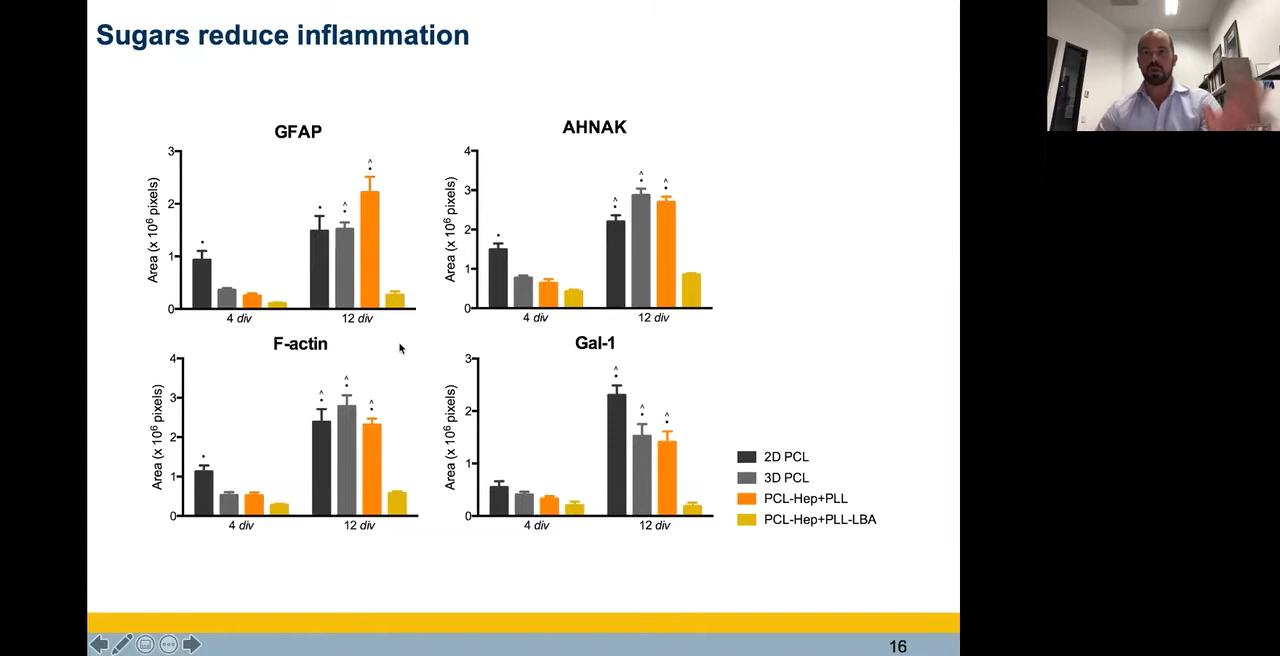 Sugars reduce inflammation
GFAP
3
2
1
0
Area (x 10⁶ pixels)
4 div
12 div
^
•
AHNAK
4
3
2
1
0
Area (x 10⁶ pixels)
4 div
12 div
F-actin
4
3
2
1
0
Area (x 10⁶ pixels)
4 div
12 div
Gal-1
3
2
1
0
Area (x 10⁶ pixels)
4 div
12 div
2D PCL
3D PCL
PCL-Hep+PLL
PCL-Hep+PLL-LBA
16